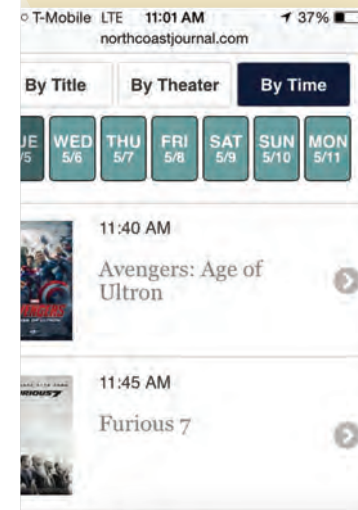 T-Mobile LTE 11:01 AM 37%
northcoastjournal.com
By Title By Theater By Time
UE WED THU FRI SAT SUN MON
/5 5/6 5/7 5/8 5/9 5/10 5/11
11:40 AM
Avengers: Age of
Ultron
11:45 AM
Furious 7